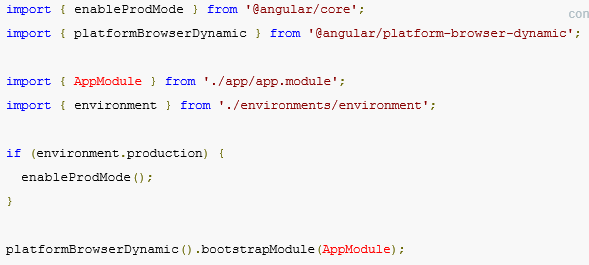 import { enableProdMode } from '@angular/core';
con
import { platformBrowserDynamic } from '@angular/platform-browser-dynamic';
import { AppModule } from './app/app.module';
import { environment } from './environments/environment';
if (environment.production) {
enableProdMode();
}
platformBrowserDynamic().bootstrapModule(AppModule);